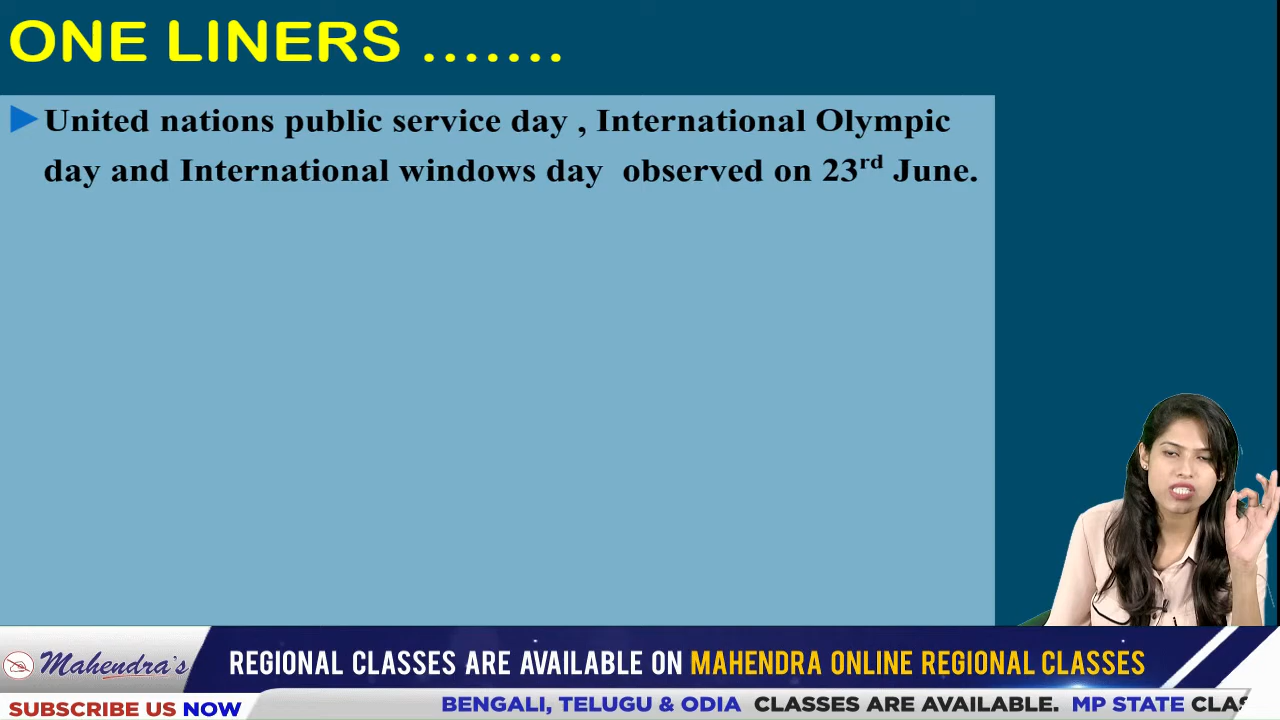 ONE LINERS .......
United nations public service day , International Olympic
day and International windows day observed on 23rd June.
Mahendra's
REGIONAL CLASSES ARE AVAILABLE ON MAHENDRA ONLINE REGIONAL CLASSES
SUBSCRIBE US NOW
BENGALI, TELUGU & ODIA CLASSES ARE AVAILABLE. MP STATE CLAS